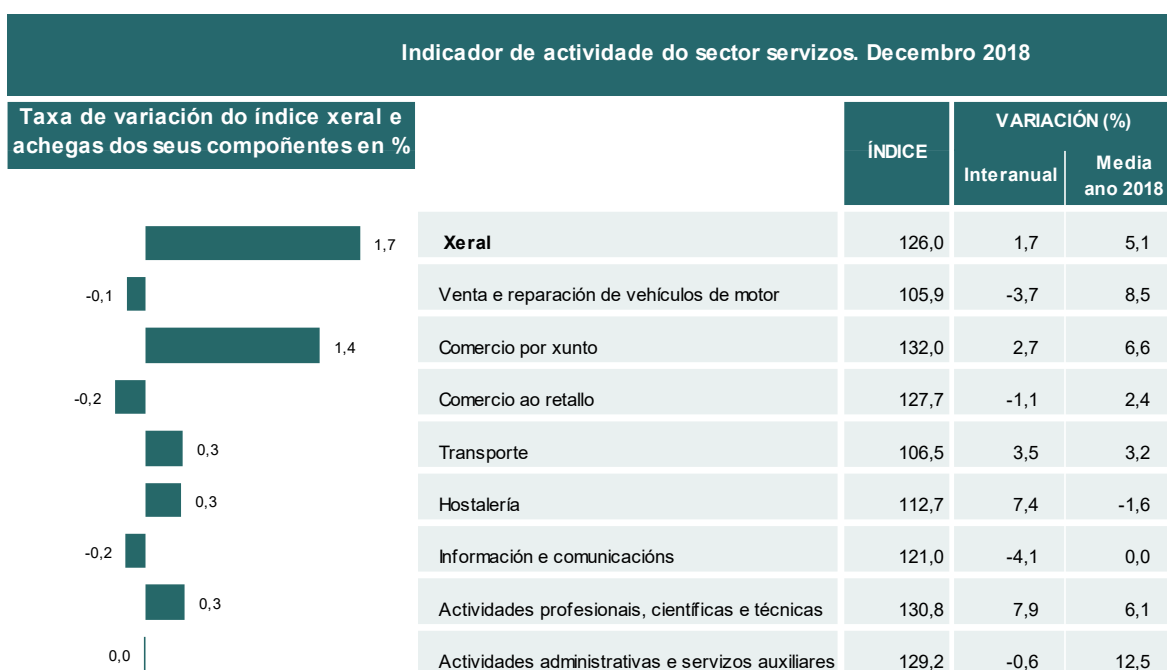 Indicador de actividade do sector servizos. Decembro 2018
Taxa de variación do índice xeral e
achegas dos seus compoñentes en %
ÍNDICE
VARIACIÓN (%)
Interanual
Media
ano 2018
1,7 Xeral 126,0 1,7 5,1
-0,1 Venta e reparación de vehículos de motor 105,9 -3,7 8,5
1,4 Comercio por xunto 132,0 2,7 6,6
-0,2 Comercio ao retallo 127,7 -1,1 2,4
0,3 Transporte 106,5 3,5 3,2
0,3 Hostalería 112,7 7,4 -1,6
-0,2 Información e comunicacións 121,0 -4,1 0,0
0,3 Actividades profesionais, científicas e técnicas 130,8 7,9 6,1
0,0 Actividades administrativas e servizos auxiliares 129,2 -0,6 12,5